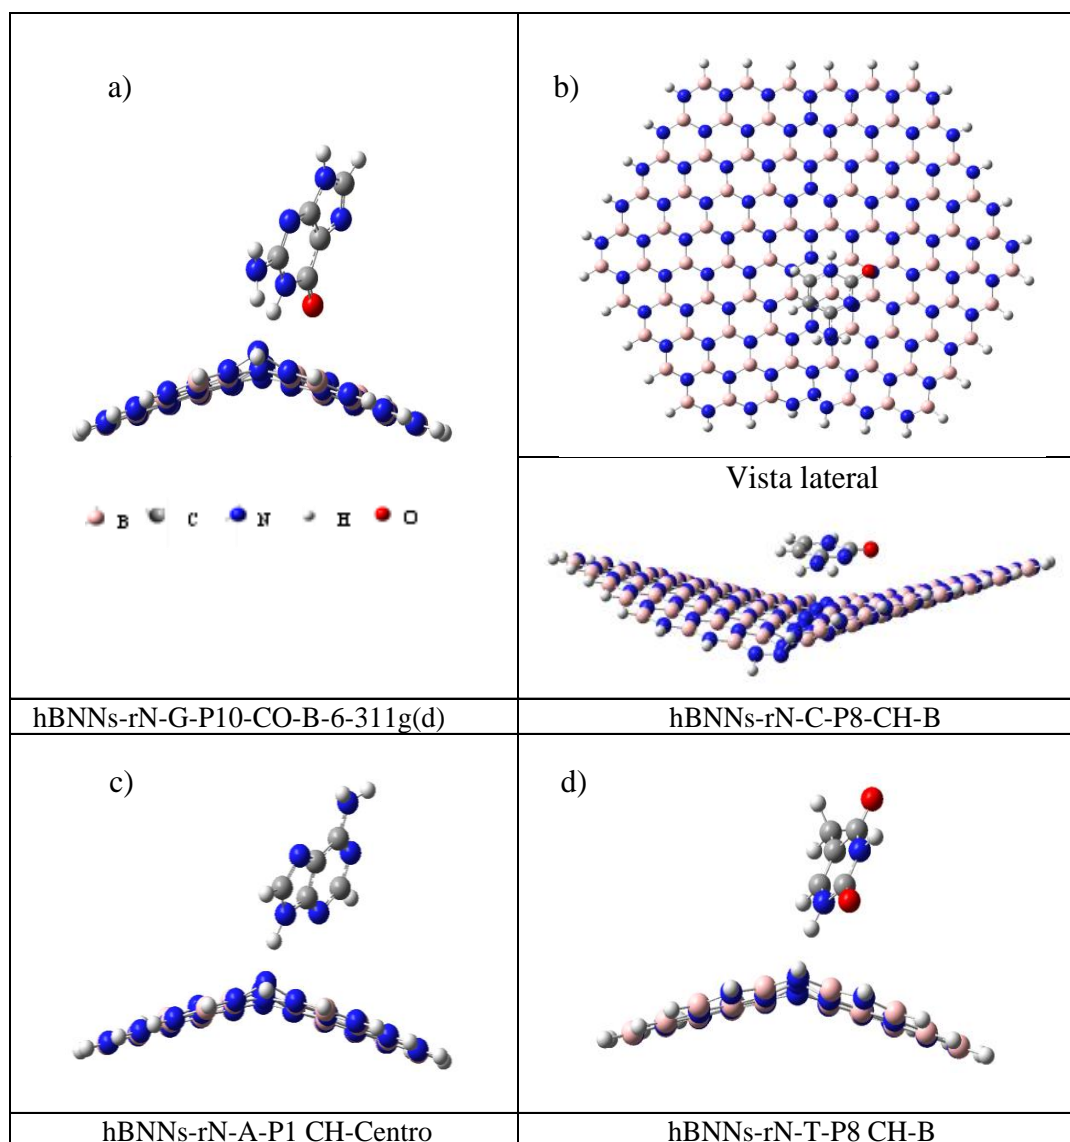 a)
b)
Vista lateral
B C N H O
hBNNs-rN-G-P10-CO-B-6-311g(d)
hBNNs-rN-C-P8-CH-B
c)
d)
hBNNs-rN-A-P1 CH-Centro
hBNNs-rN-T-P8 CH-B